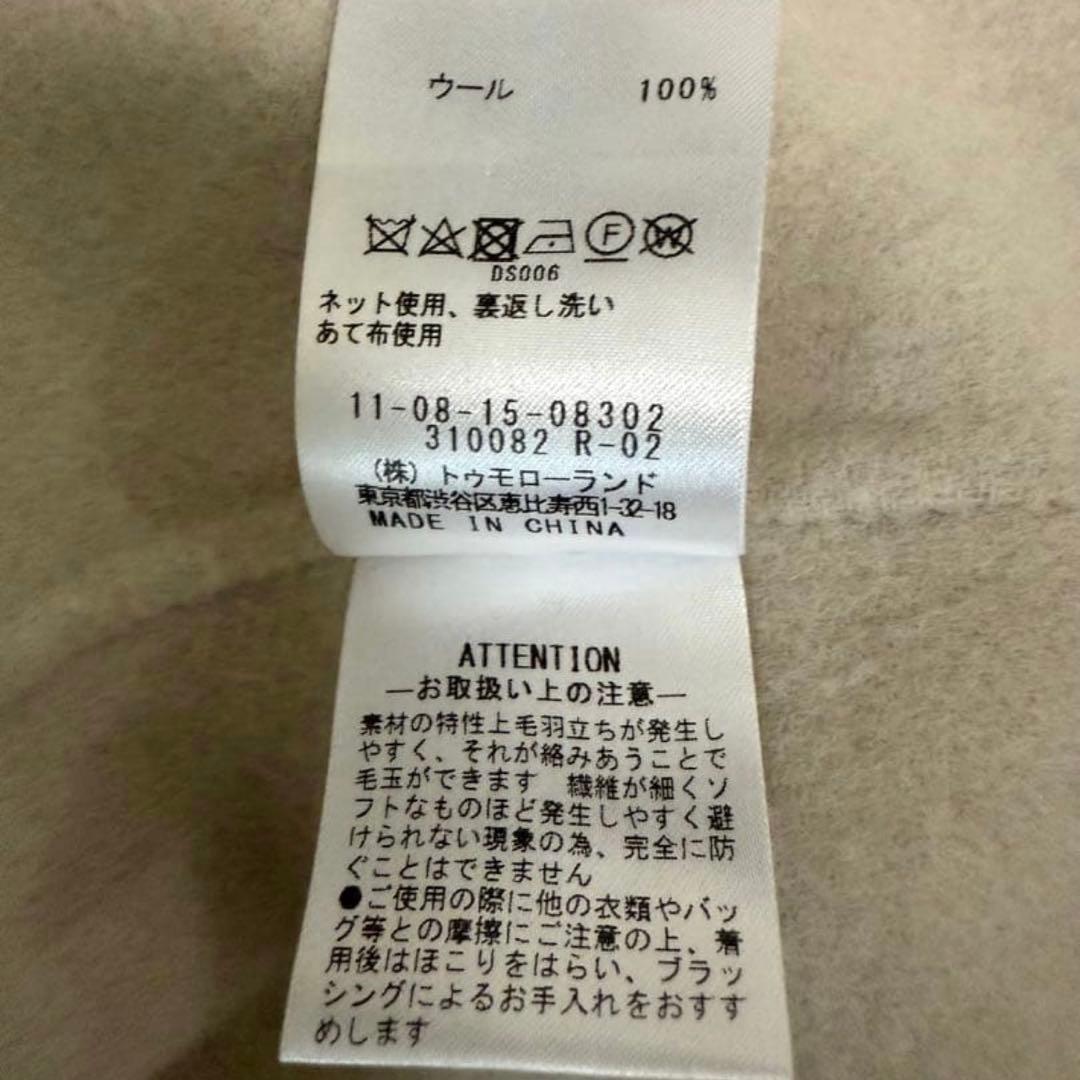 ウール 100%
F W
DS006
ネット使用、裏返し洗い
あて布使用
11-08-15-08302
310082 R-02
(株) トゥモローランド
東京都渋谷区恵比寿西1-32-18
MADE IN CHINA
ATTENTION
―お取扱い上の注意―
素材の特性上毛羽立ちが発生し
やすく、それが絡みあうことで
毛玉ができます 繊維が細くソ
フトなものほど発生しやすく避
けられない現象の為、完全に防
ぐことはできません
●ご使用の際に他の衣類やバッ
グ等との摩擦にご注意の上、着
用後はほこりをはらい、ブラッ
シングによるお手入れをおすす
めします